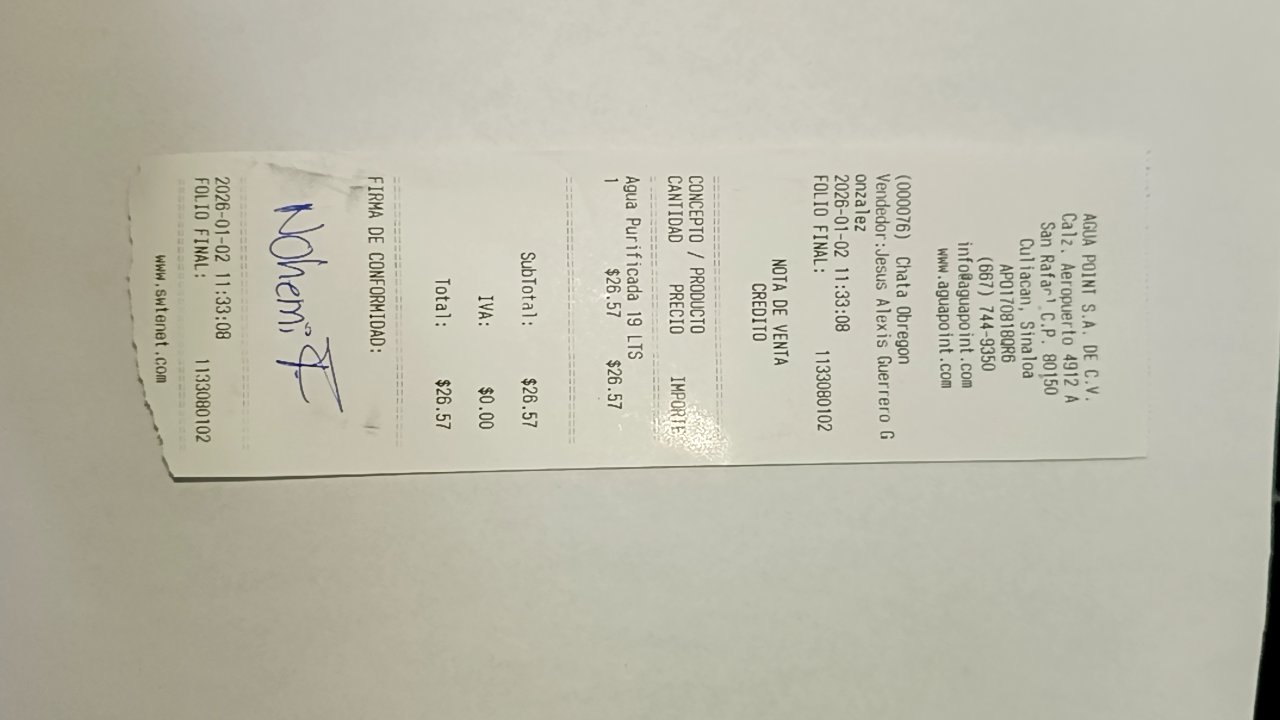 AGUA POINT S.A. DE C.V.
Calz. Aeropuerto 4912 A
San Rafael C.P. 80150
Culiacan, Sinaloa
APO170818QR6
(667) 744-9350
info@aguapoint.com
www.aguapoint.com
(000076) Chata Obregon
Vendedor:Jesus Alexis Guerrero G
onzalez
2026-01-02 11:33:08
FOLIO FINAL: 1133080102
NOTA DE VENTA
CREDITO
CONCEPTO / PRODUCTO
CANTIDAD PRECIO IMPORTE
Agua Purificada 19 LTS
1 $26.57 $26.57
SubTotal: $26.57
IVA: $0.00
Total: $26.57
FIRMA DE CONFORMIDAD:
Nohemi
2026-01-02 11:33:08
FOLIO FINAL: 1133080102
www.swtenet.com